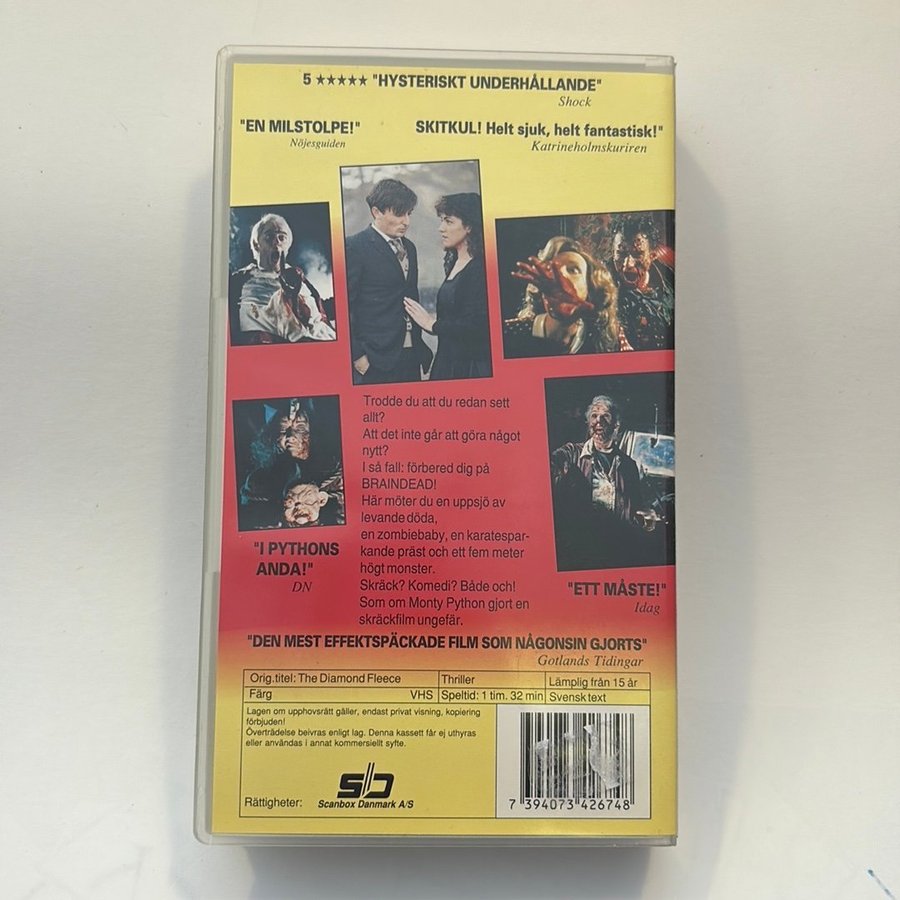 5 ★★★★★ "HYSTERISKT UNDERHÅLLANDE"
Shock
"EN MILSTOLPE!"
Nöjesguiden
SKITKUL! Helt sjuk, helt fantastisk!"
Katrineholmskuriren
Trodde du att du redan sett
allt?
Att det inte går att göra något
nytt?
I så fall: förbered dig på
BRAINDEAD!
Här möter du en uppsjö av
levande döda,
en zombiebaby, en karatespar-
kande präst och ett fem meter
högt monster.
Skräck? Komedi? Både och!
Som om Monty Python gjort en
skräckfilm ungefär.
"I PYTHONS
ANDA!"
DN
"ETT MÅSTE!"
Idag
"DEN MEST EFFEKTSPÄCKADE FILM SOM NÅGONSIN GJORTS"
Gotlands Tidingar
Orig.titel: The Diamond Fleece
Thriller
Lämplig från 15 år
Färg
VHS
Speltid: 1 tim. 32 min
Svensk text
Lagen om upphovsrätt gäller, endast privat visning, kopiering
förbjuden!
Överträdelse beivras enligt lag. Denna kassett får ej uthyras
eller användas i annat kommersiellt syfte.
Rättigheter:
SD
Scanbox Danmark A/S
7 394073 426748